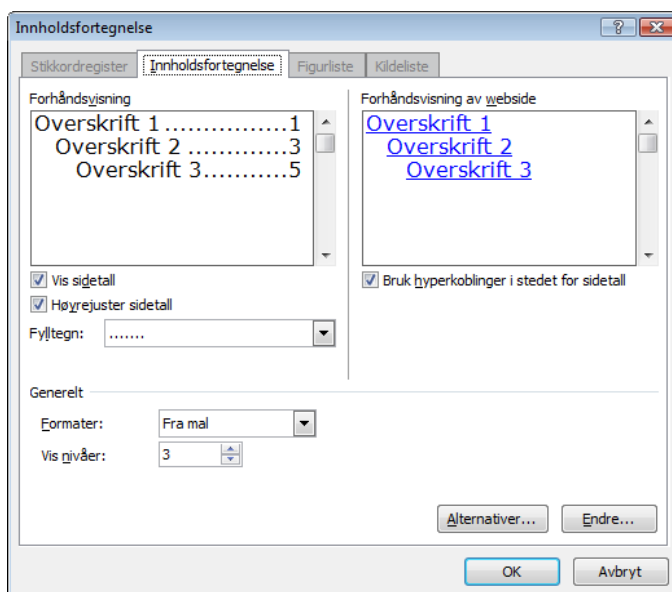 Innholdsfortegnelse
Stikkordregister Innholdsfortegnelse Figurliste Kildeliste
Forhåndsvisning
Overskrift 1................1
Overskrift 2 ............3
Overskrift 3...........5
Forhåndsvisning av webside
Overskrift 1
Overskrift 2
Overskrift 3
Vis sidetall
Høyrejuster sidetall
Fylltegn: .......
Bruk hyperkoblinger i stedet for sidetall
Generelt
Formater: Fra mal
Vis nivåer: 3
Alternativer... Endre...
OK Avbryt